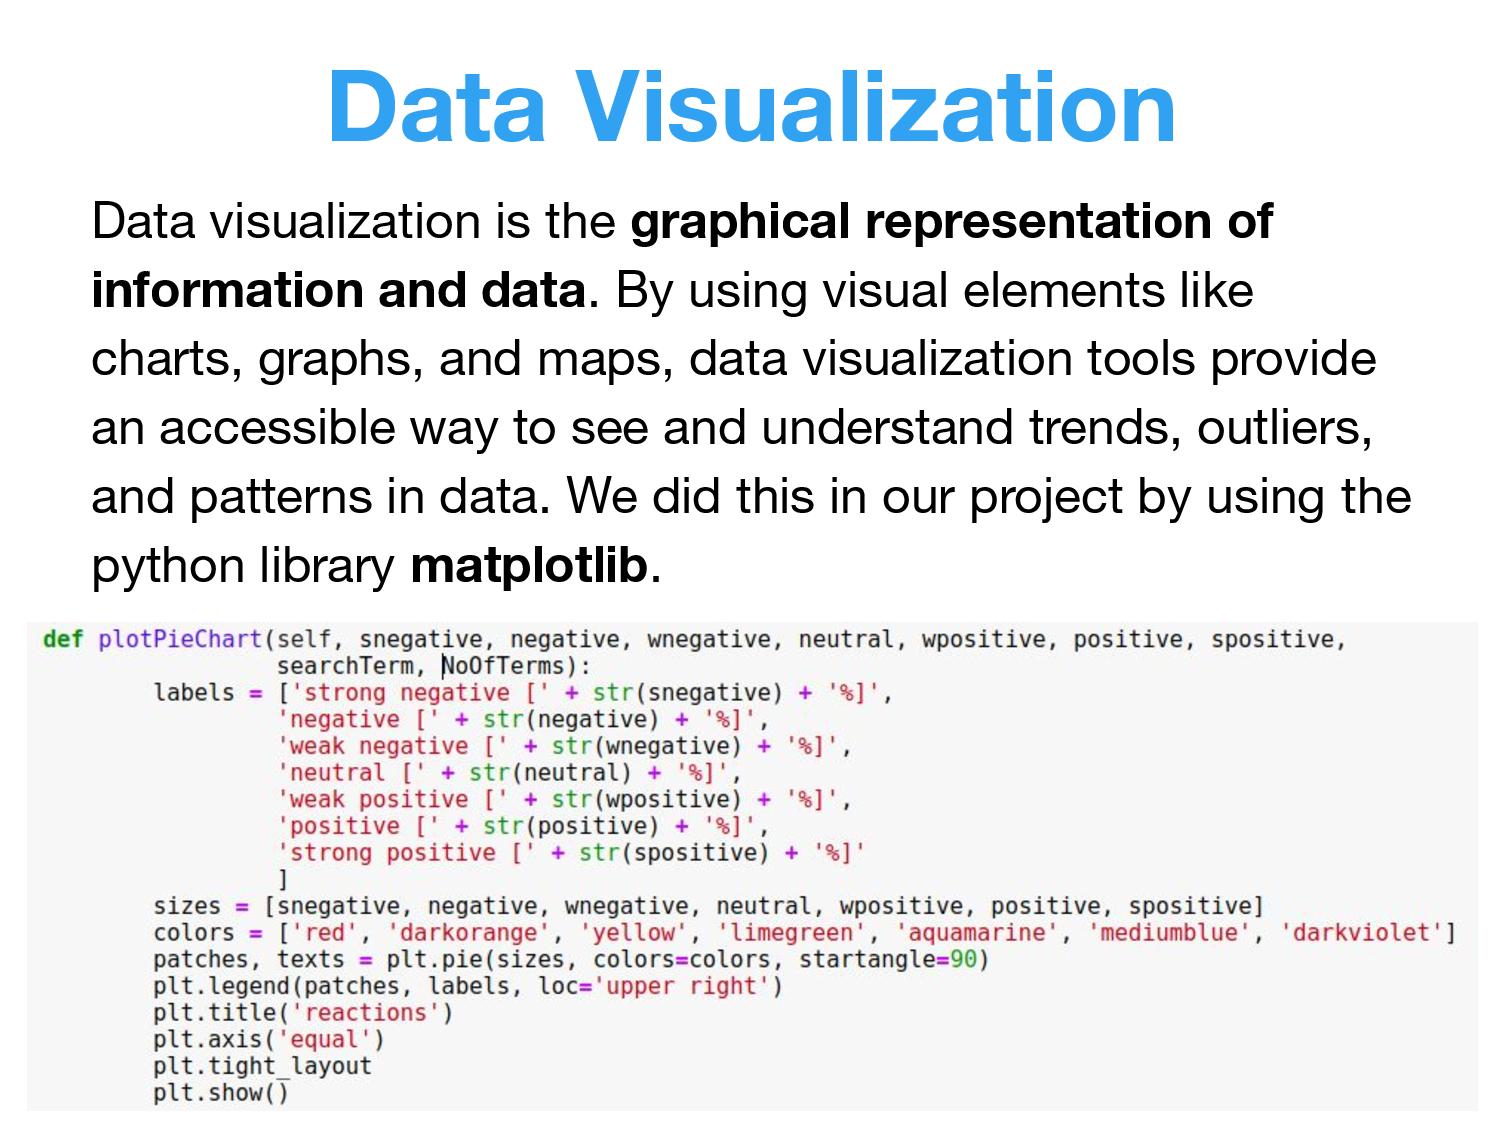 Data Visualization
Data visualization is the graphical representation of
information and data. By using visual elements like
charts, graphs, and maps, data visualization tools provide
an accessible way to see and understand trends, outliers,
and patterns in data. We did this in our project by using the
python library matplotlib.
def plotPieChart(self, snegative, negative, wnegative, neutral, wpositive, positive, spositive,
                 searchTerm, NoOfTerms):
        labels = ['strong negative [' + str(snegative) + '%]',
                 'negative [' + str(negative) + '%]',
                 'weak negative [' + str(wnegative) + '%]',
                 'neutral [' + str(neutral) + '%]',
                 'weak positive [' + str(wpositive) + '%]',
                 'positive [' + str(positive) + '%]',
                 'strong positive [' + str(spositive) + '%]'
                 ]
        sizes = [snegative, negative, wnegative, neutral, wpositive, positive, spositive]
        colors = ['red', 'darkorange', 'yellow', 'limegreen', 'aquamarine', 'mediumblue', 'darkviolet']
        patches, texts = plt.pie(sizes, colors=colors, startangle=90)
        plt.legend(patches, labels, loc='upper right')
        plt.title('reactions')
        plt.axis('equal')
        plt.tight_layout
        plt.show()